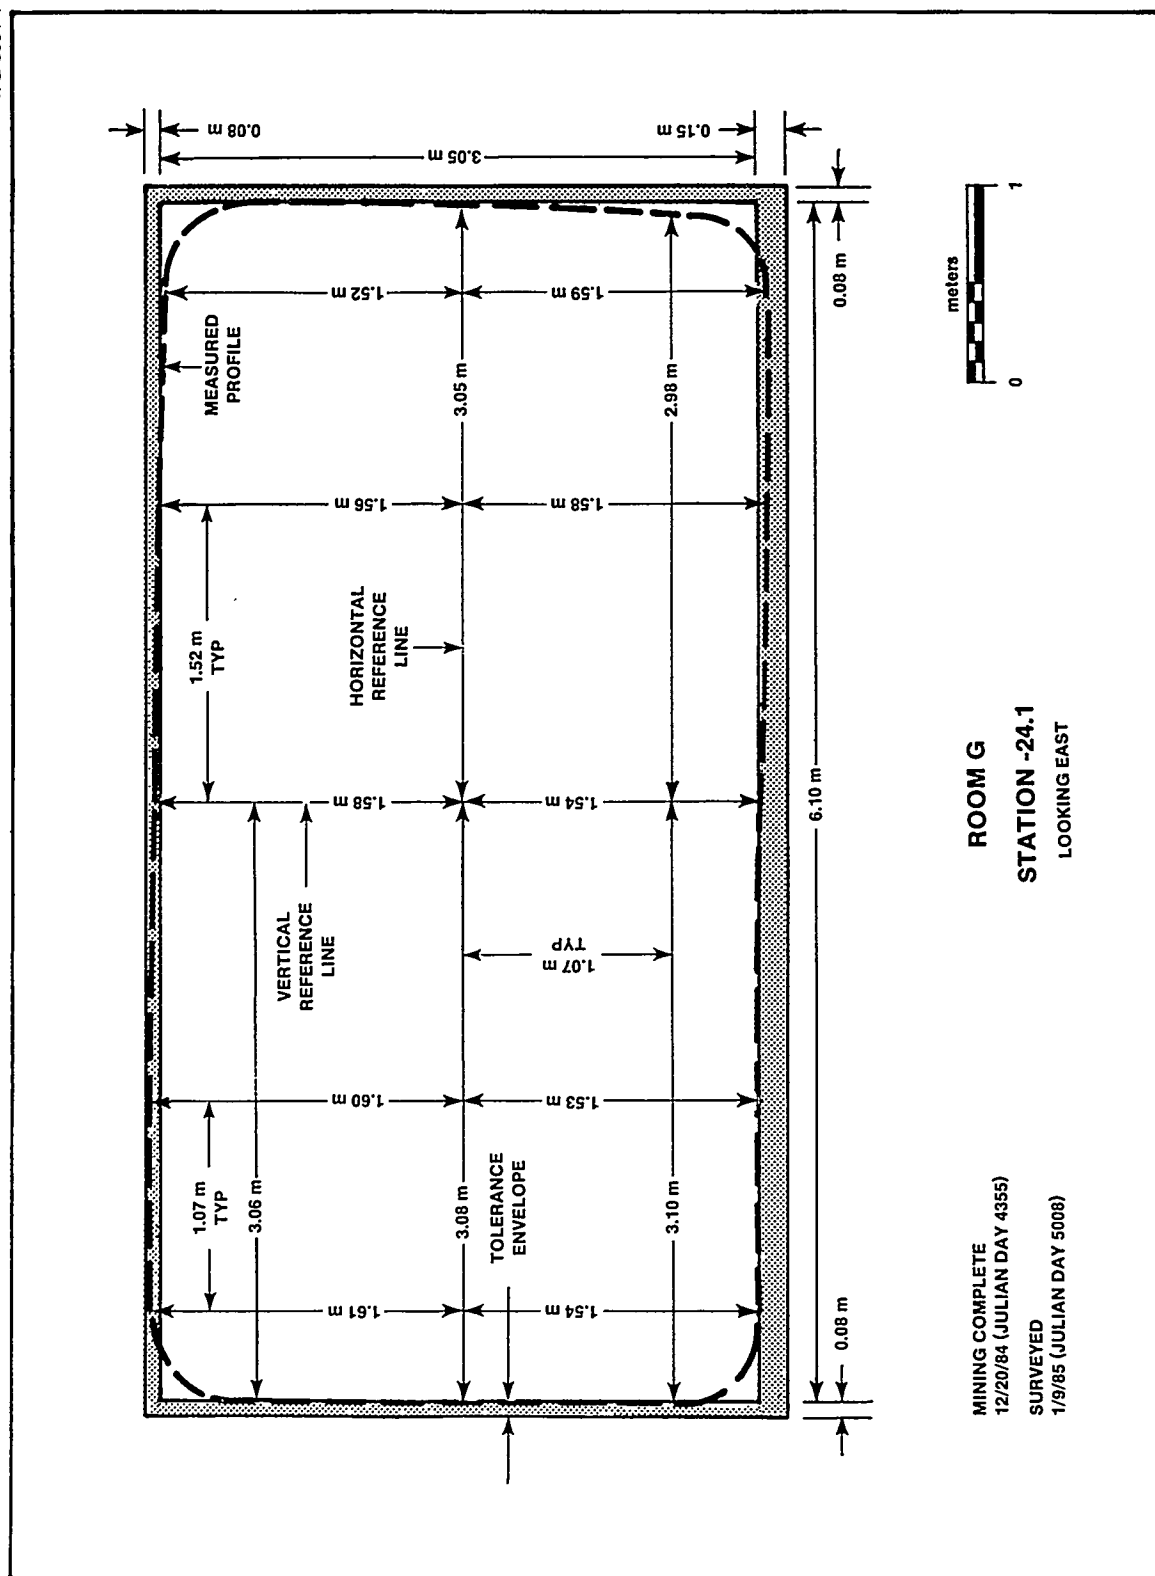 1.07 m
TYP
1.52 m
TYP
MEASURED
PROFILE
0.08 m
3.06 m
VERTICAL
REFERENCE
LINE
1.61 m
1.60 m
1.58 m
1.56 m
1.52 m
HORIZONTAL
REFERENCE
LINE
3.08 m
3.05 m
3.05 m
TOLERANCE
ENVELOPE
1.07 m
TYP
1.54 m
1.53 m
1.54 m
1.58 m
1.59 m
3.10 m
2.98 m
0.15 m
0.08 m
6.10 m
0.08 m
meters
0 1
ROOM G
STATION -24.1
LOOKING EAST
MINING COMPLETE
12/20/84 (JULIAN DAY 4355)
SURVEYED
1/9/85 (JULIAN DAY 5008)